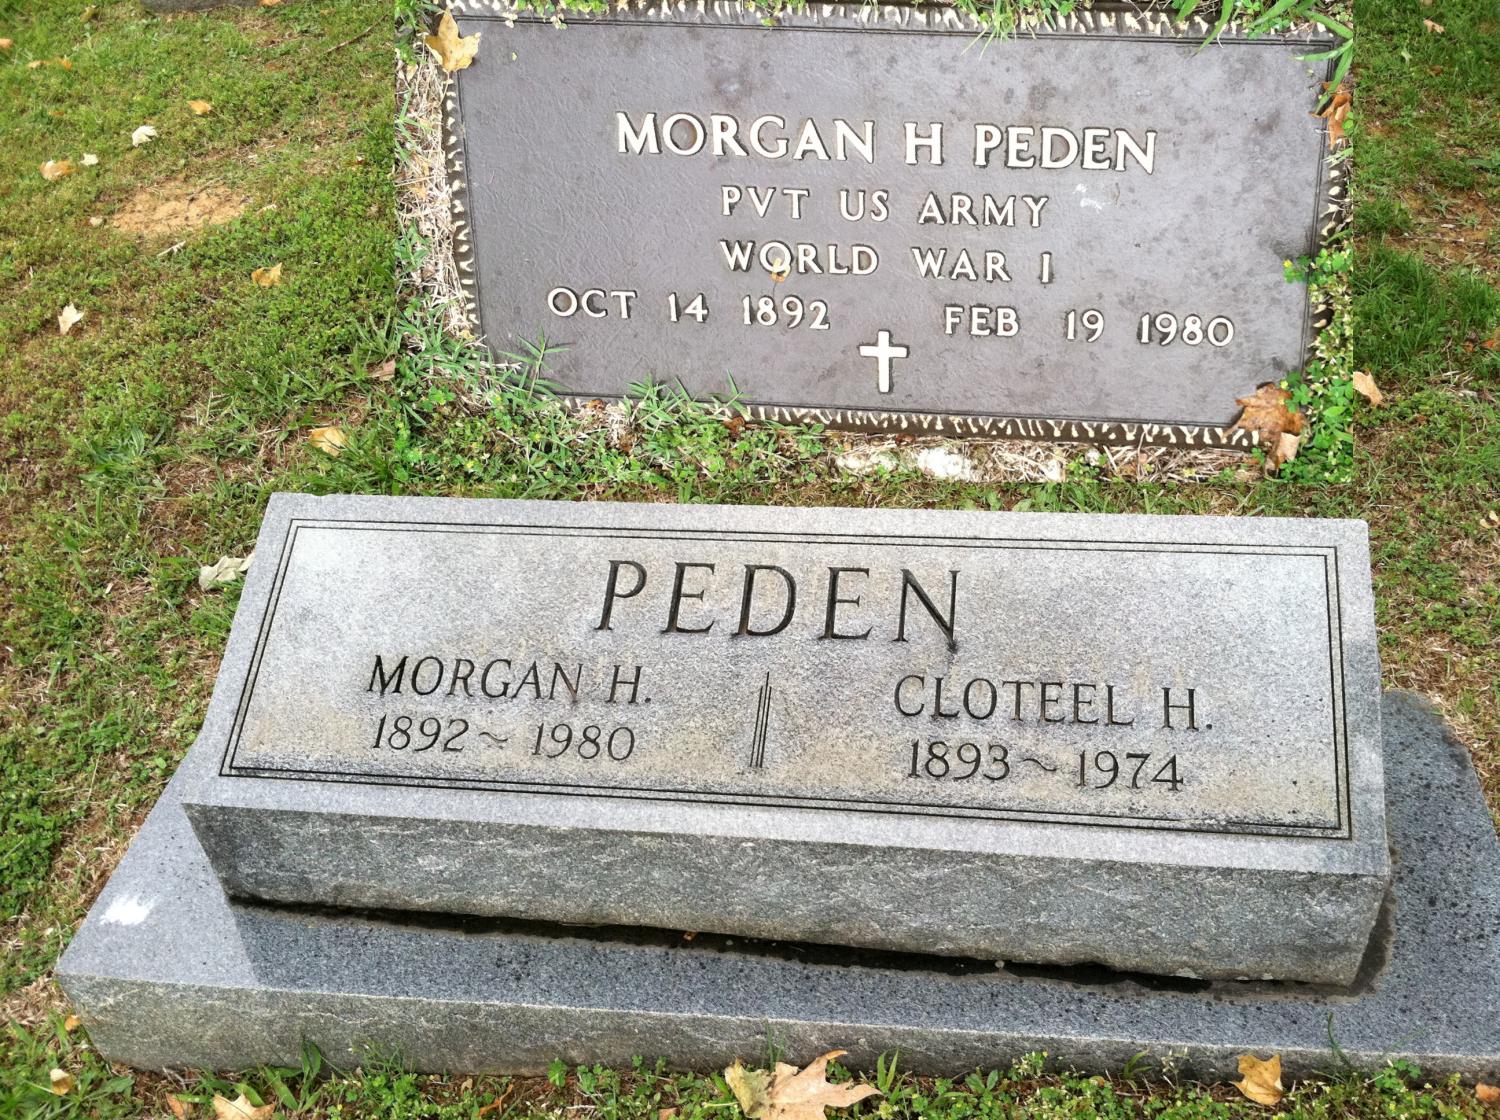 MORGAN H PEDEN
PVT US ARMY
WORLD WAR I
OCT 14 1892 FEB 19 1980
PEDEN
MORGAN H.
1892 ~ 1980
CLOTEEL H.
1893 ~ 1974